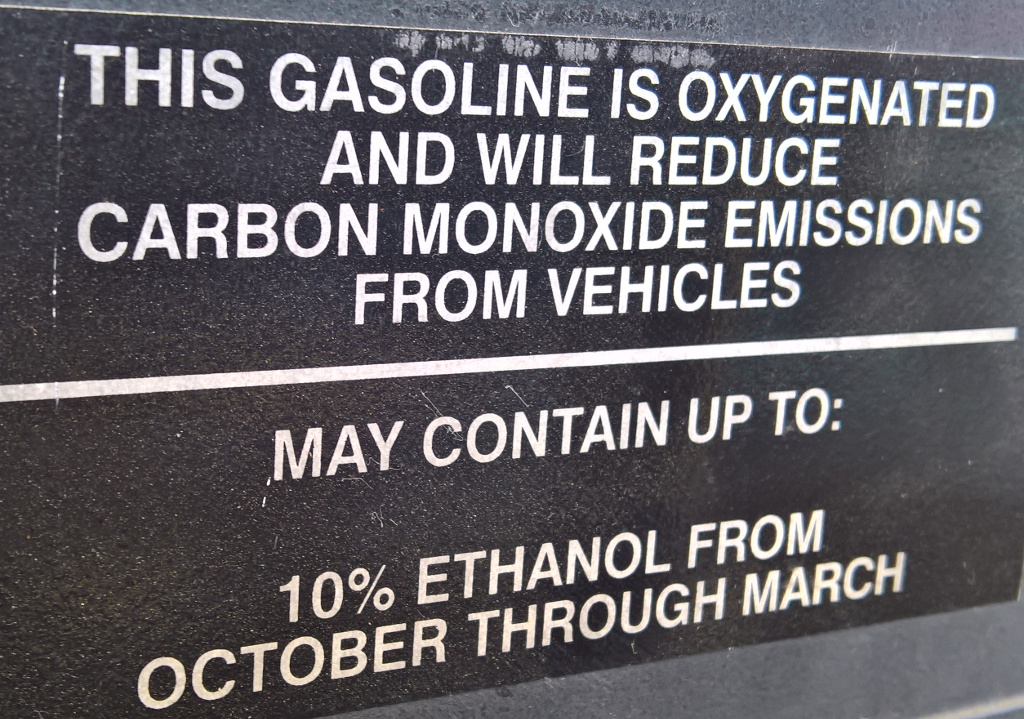 THIS GASOLINE IS OXYGENATED
AND WILL REDUCE
CARBON MONOXIDE EMISSIONS
FROM VEHICLES
MAY CONTAIN UP TO:
10% ETHANOL FROM
OCTOBER THROUGH MARCH